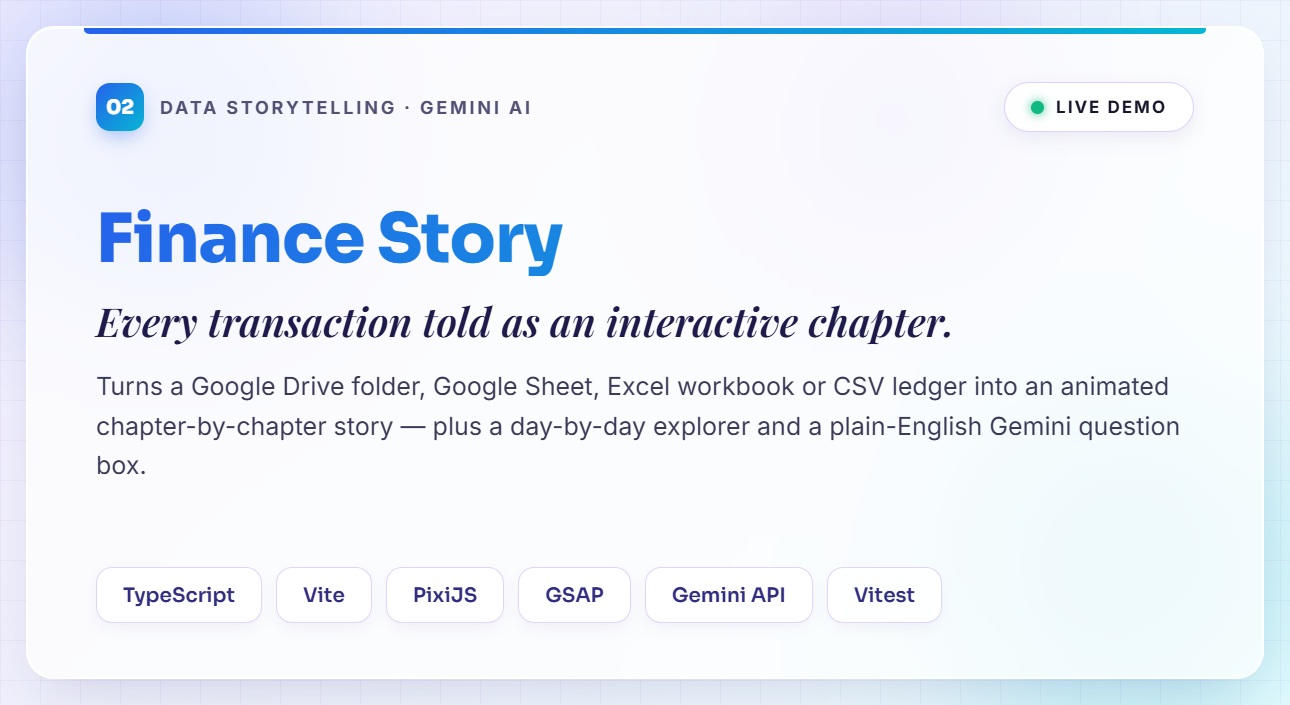 02
DATA STORYTELLING · GEMINI AI
LIVE DEMO
Finance Story
Every transaction told as an interactive chapter.
Turns a Google Drive folder, Google Sheet, Excel workbook or CSV ledger into an animated
chapter-by-chapter story — plus a day-by-day explorer and a plain-English Gemini question
box.
TypeScript
Vite
PixiJS
GSAP
Gemini API
Vitest